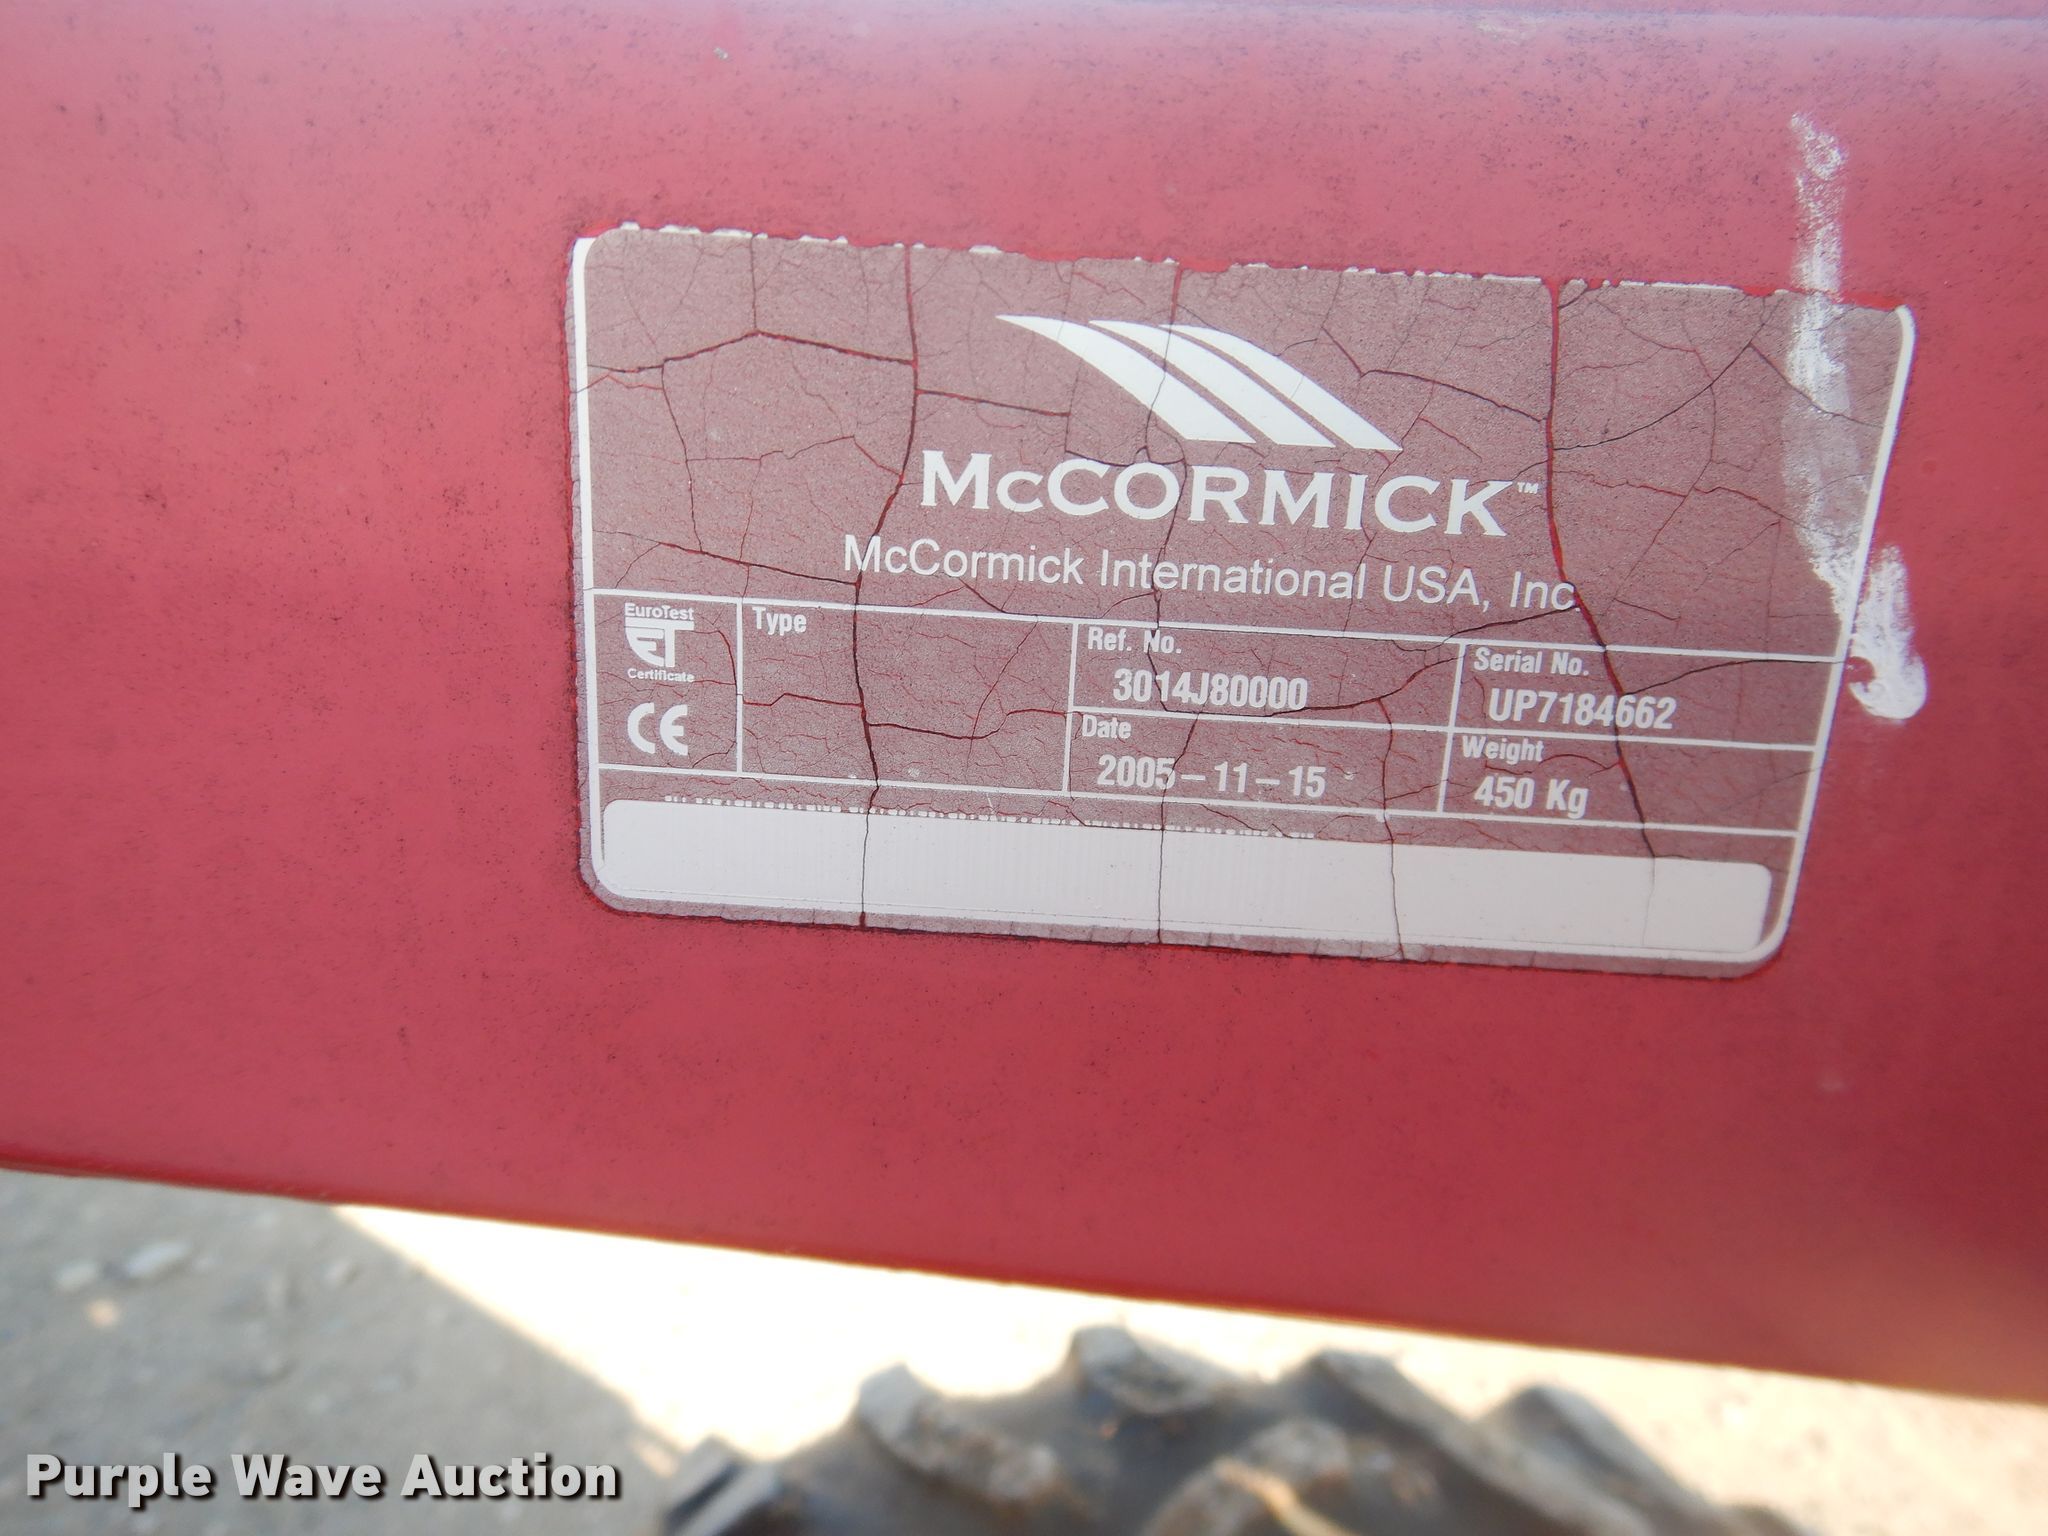 McCORMICK™
McCormick International USA, Inc.
EuroTest
ET
Certificate
CE
Type
Ref. No.
3014J80000
Serial No.
UP7184662
Date
2005-11-15
Weight
450 Kg
Purple Wave Auction